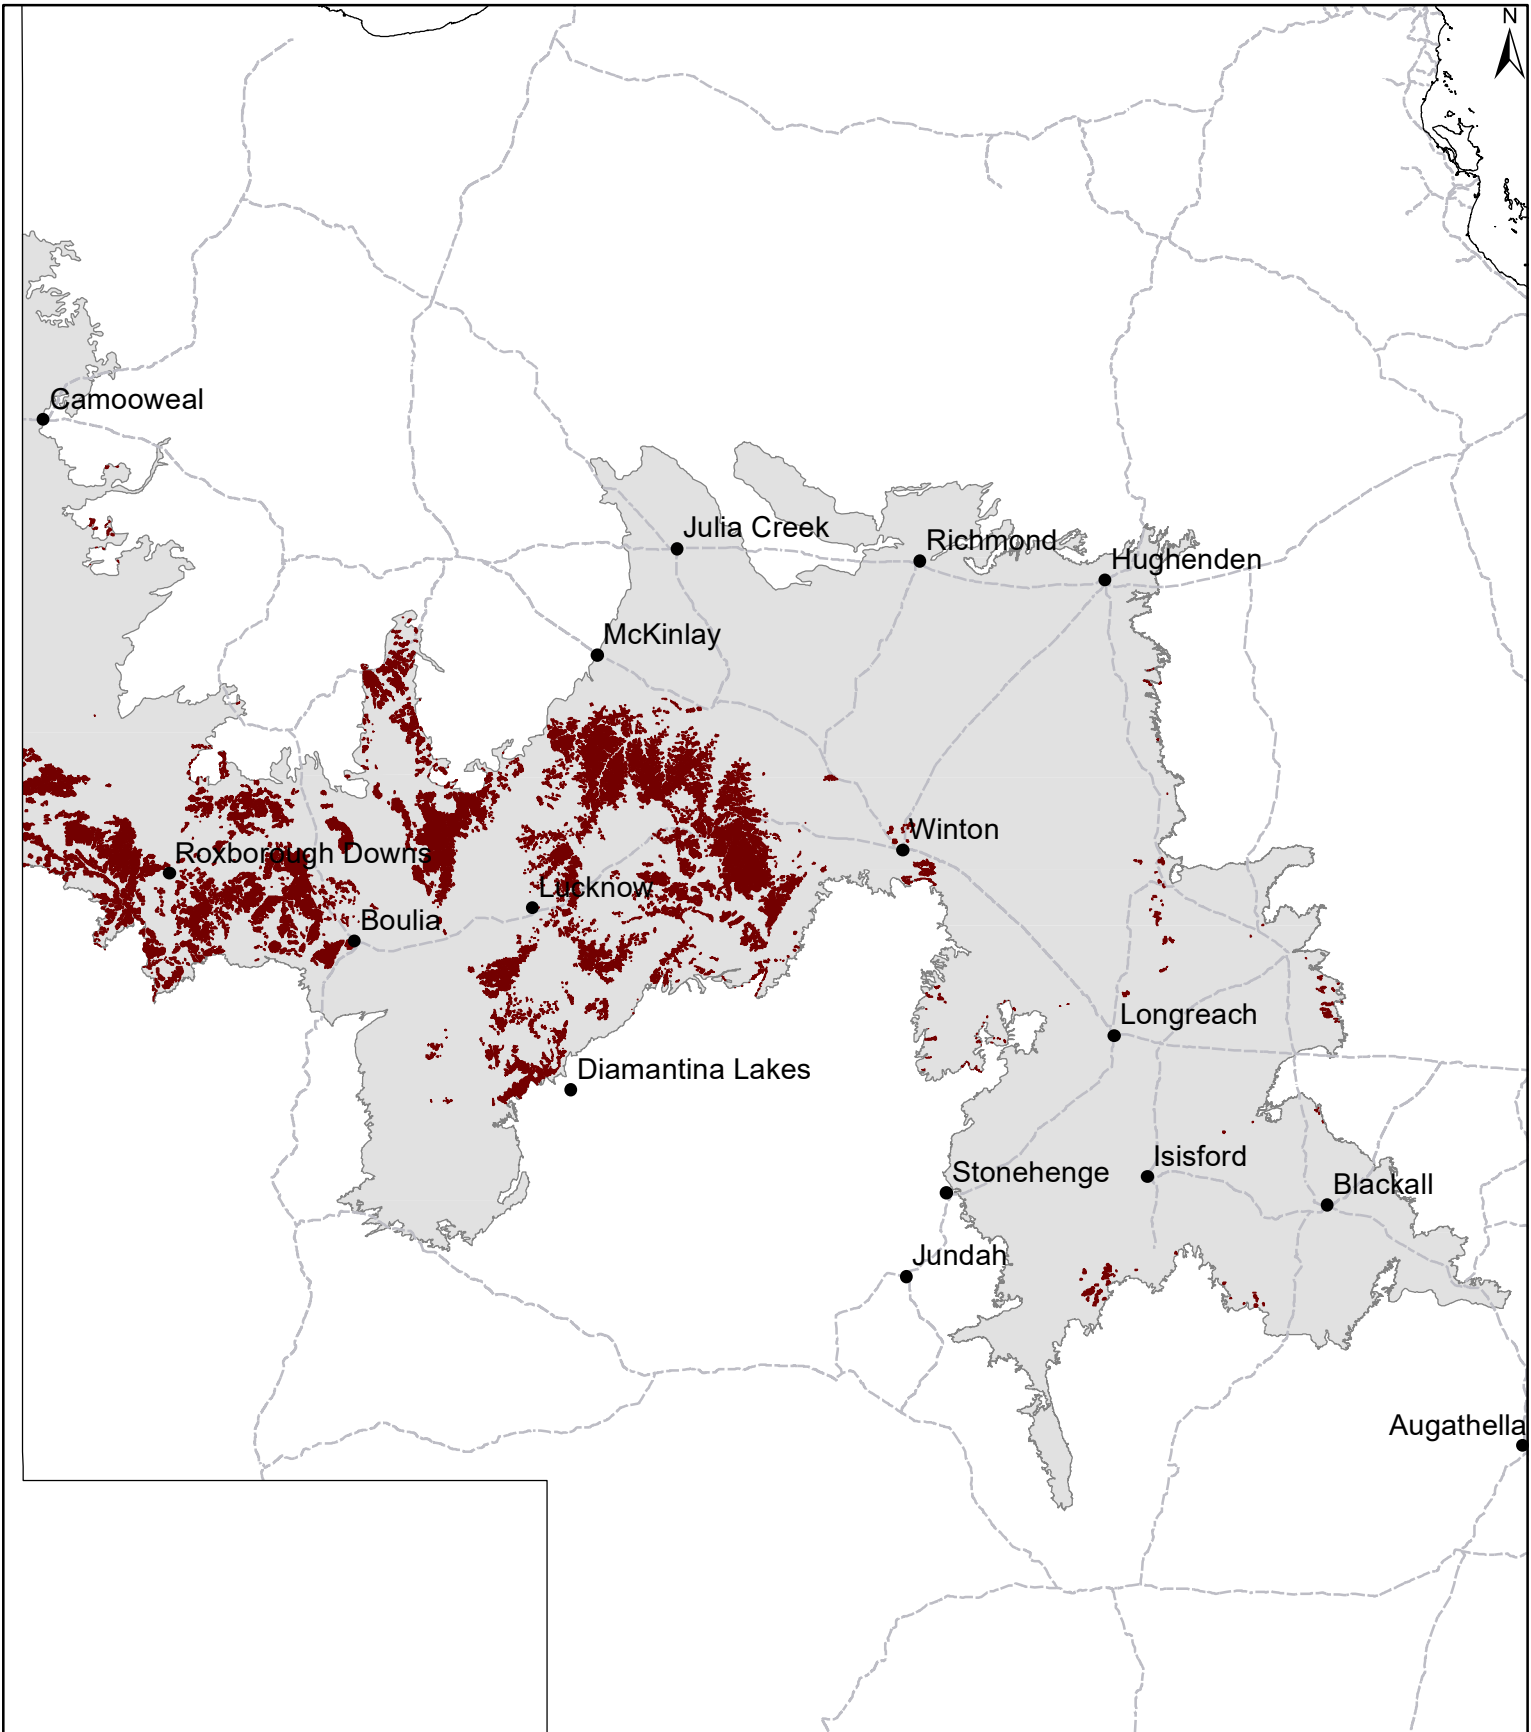 N
Camooweal
Julia Creek
Richmond
Hughenden
McKinlay
Winton
Roxborough Downs
Lucknow
Boulia
Longreach
Diamantina Lakes
Isisford
Stonehenge
Blackall
Jundah
Augathella